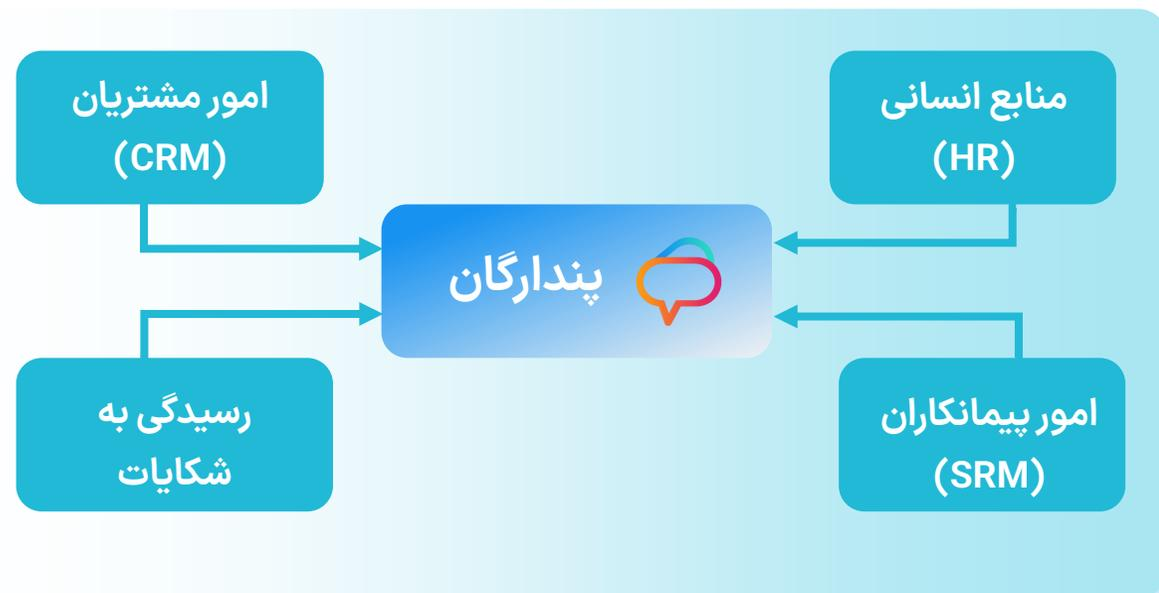 منابع انسانی
(HR)
امور مشتریان
(CRM)
پندارگان
امور پیمانکاران
(SRM)
رسیدگی به
شکایات